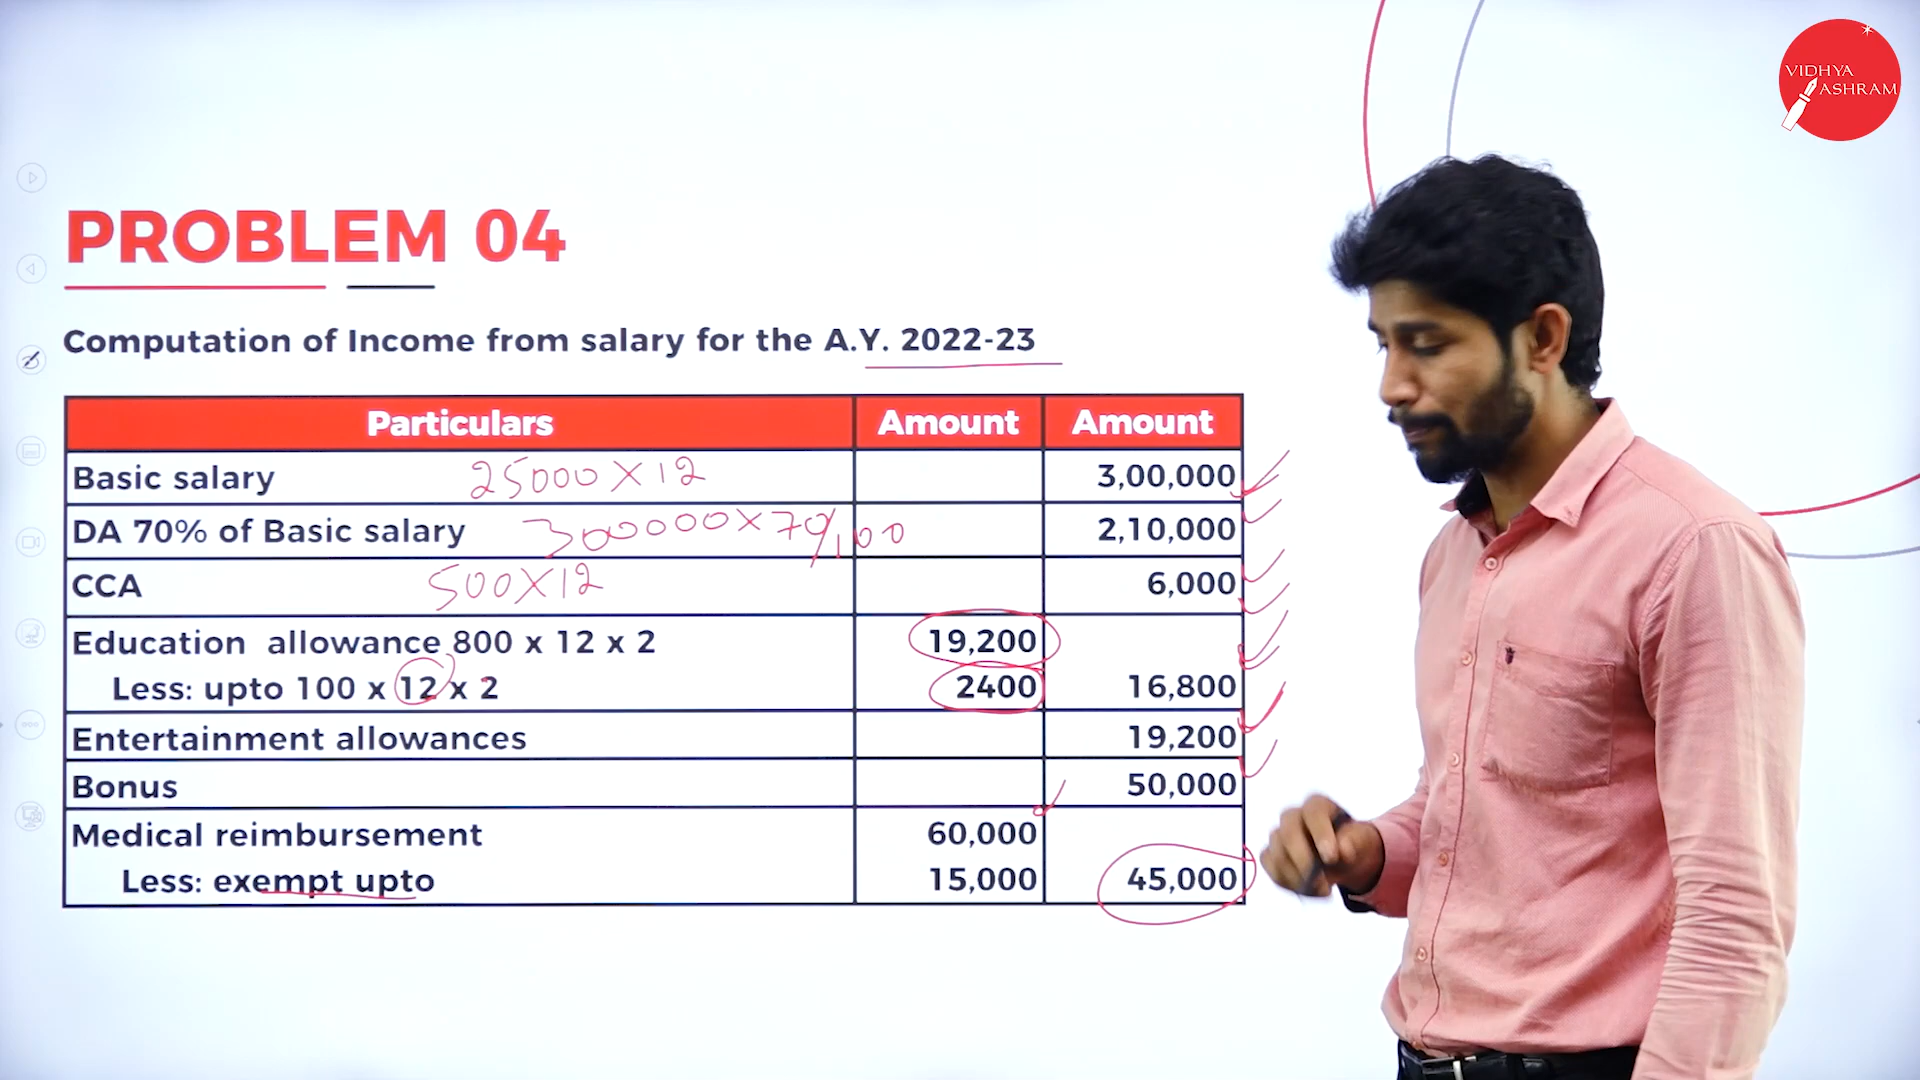 VIDHYA
ASHRAM
PROBLEM 04
Computation of Income from salary for the A.Y. 2022-23
Particulars Amount Amount
Basic salary 25000 X 12 3,00,000
DA 70% of Basic salary 300000 X 70/100 2,10,000
CCA 500X12 6,000
Education allowance 800 x 12 x 2 19,200
Less: upto 100 x 12 x 2 2400 16,800
Entertainment allowances 19,200
Bonus 50,000
Medical reimbursement 60,000
Less: exempt upto 15,000 45,000